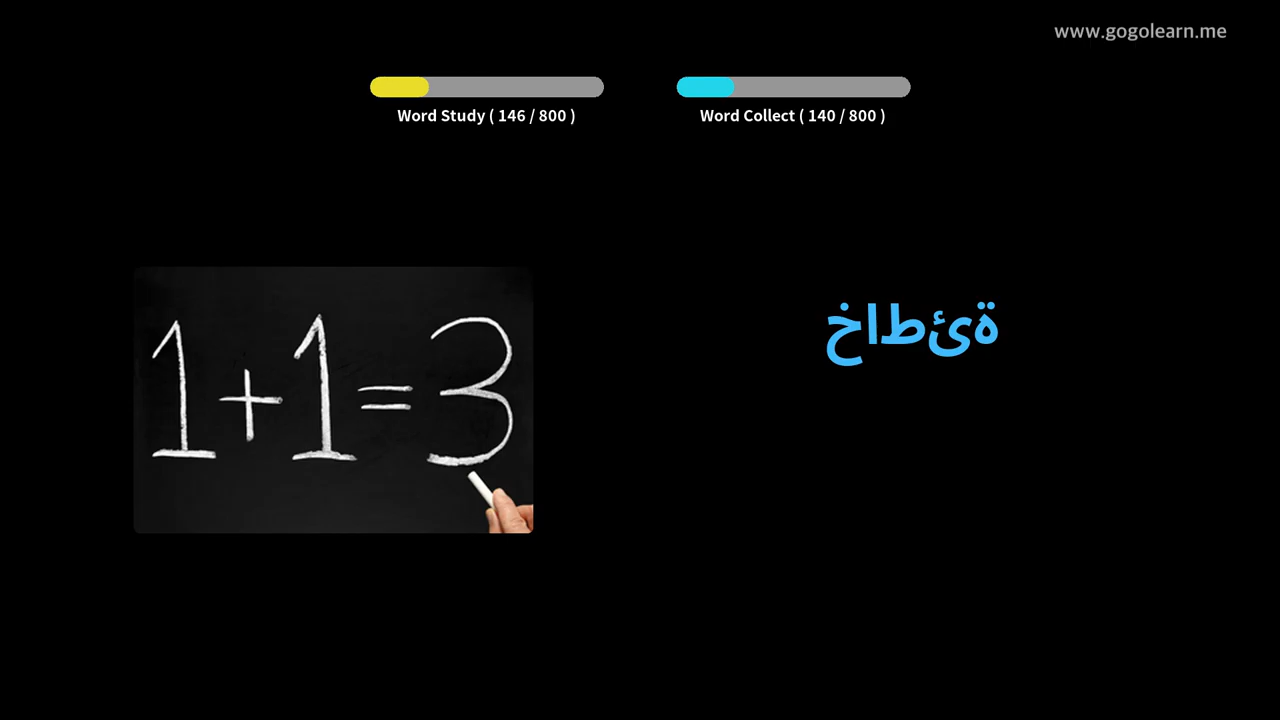 www.gogolearn.me
Word Study ( 146 / 800 )
Word Collect ( 140 / 800 )
1+1=3
خاطئة